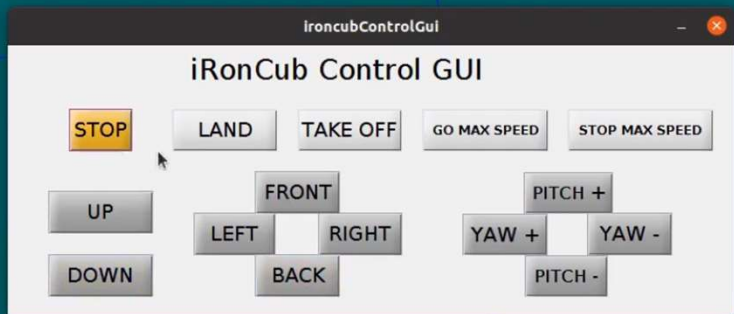 ironcubControlGui
iRonCub Control GUI
STOP LAND TAKE OFF GO MAX SPEED STOP MAX SPEED
FRONT PITCH +
UP
LEFT RIGHT YAW + YAW -
DOWN BACK PITCH -